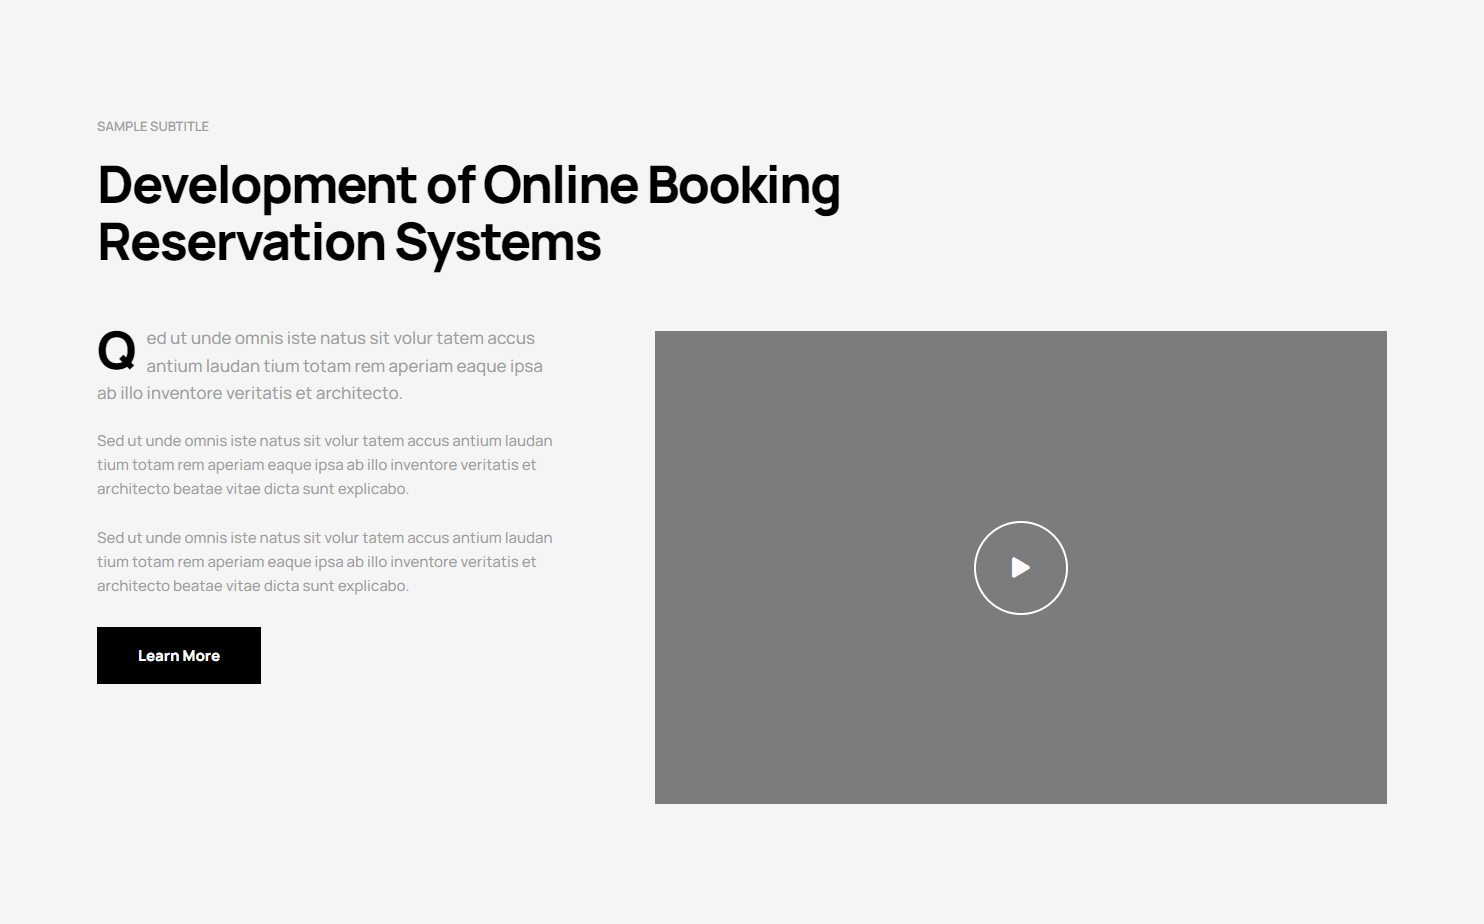 SAMPLE SUBTITLE
Development of Online Booking
Reservation Systems
Qed ut unde omnis iste natus sit volur tatem accus
antium laudan tium totam rem aperiam eaque ipsa
ab illo inventore veritatis et architecto.
Sed ut unde omnis iste natus sit volur tatem accus antium laudan
tium totam rem aperiam eaque ipsa ab illo inventore veritatis et
architecto beatae vitae dicta sunt explicabo.
Sed ut unde omnis iste natus sit volur tatem accus antium laudan
tium totam rem aperiam eaque ipsa ab illo inventore veritatis et
architecto beatae vitae dicta sunt explicabo.
Learn More